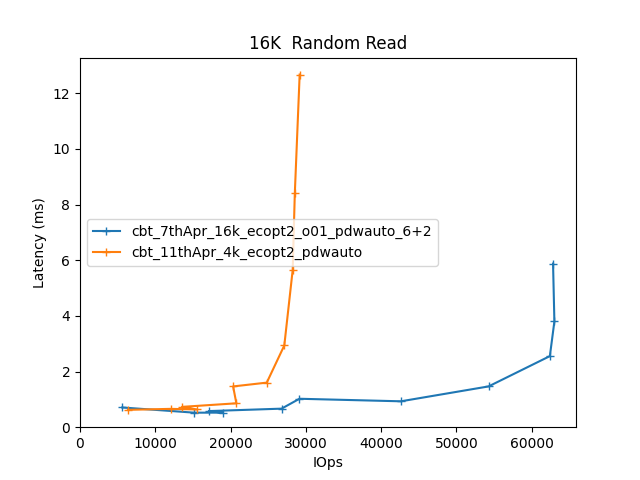 16K  Random Read
12
10
8
6
4
2
0
Latency (ms)
cbt_7thApr_16k_ecopt2_o01_pdwauto_6+2
cbt_11thApr_4k_ecopt2_pdwauto
0 10000 20000 30000 40000 50000 60000
IOps